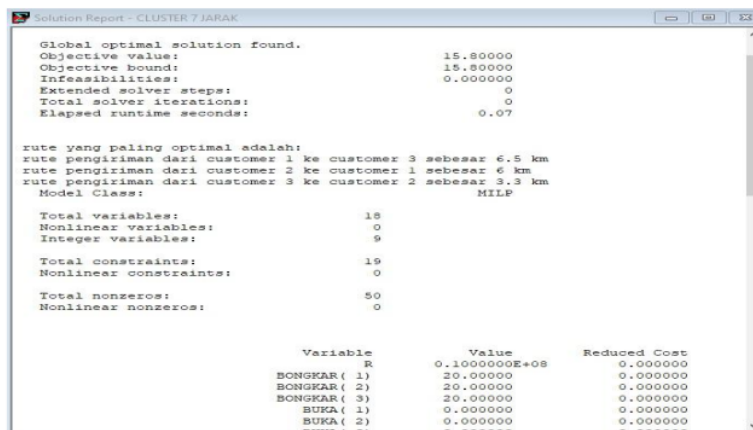 Solution Report - CLUSTER 7 JARAK
Global optimal solution found.
Objective value: 15.80000
Objective bound: 15.80000
Infeasibilities: 0.000000
Extended solver steps: 0
Total solver iterations: 0
Elapsed runtime seconds: 0.07
rute yang paling optimal adalah:
rute pengiriman dari customer 1 ke customer 3 sebesar 6.5 km
rute pengiriman dari customer 2 ke customer 1 sebesar 6 km
rute pengiriman dari customer 3 ke customer 2 sebesar 3.3 km
Model Class: MILP
Total variables: 18
Nonlinear variables: 0
Integer variables: 9
Total constraints: 19
Nonlinear constraints: 0
Total nonzeros: 50
Nonlinear nonzeros: 0
Variable Value Reduced Cost
R 0.1000000E+08 0.000000
BONGKAR( 1) 20.00000 0.000000
BONGKAR( 2) 20.00000 0.000000
BONGKAR( 3) 20.00000 0.000000
BUKA( 1) 0.000000 0.000000
BUKA( 2) 0.000000 0.000000